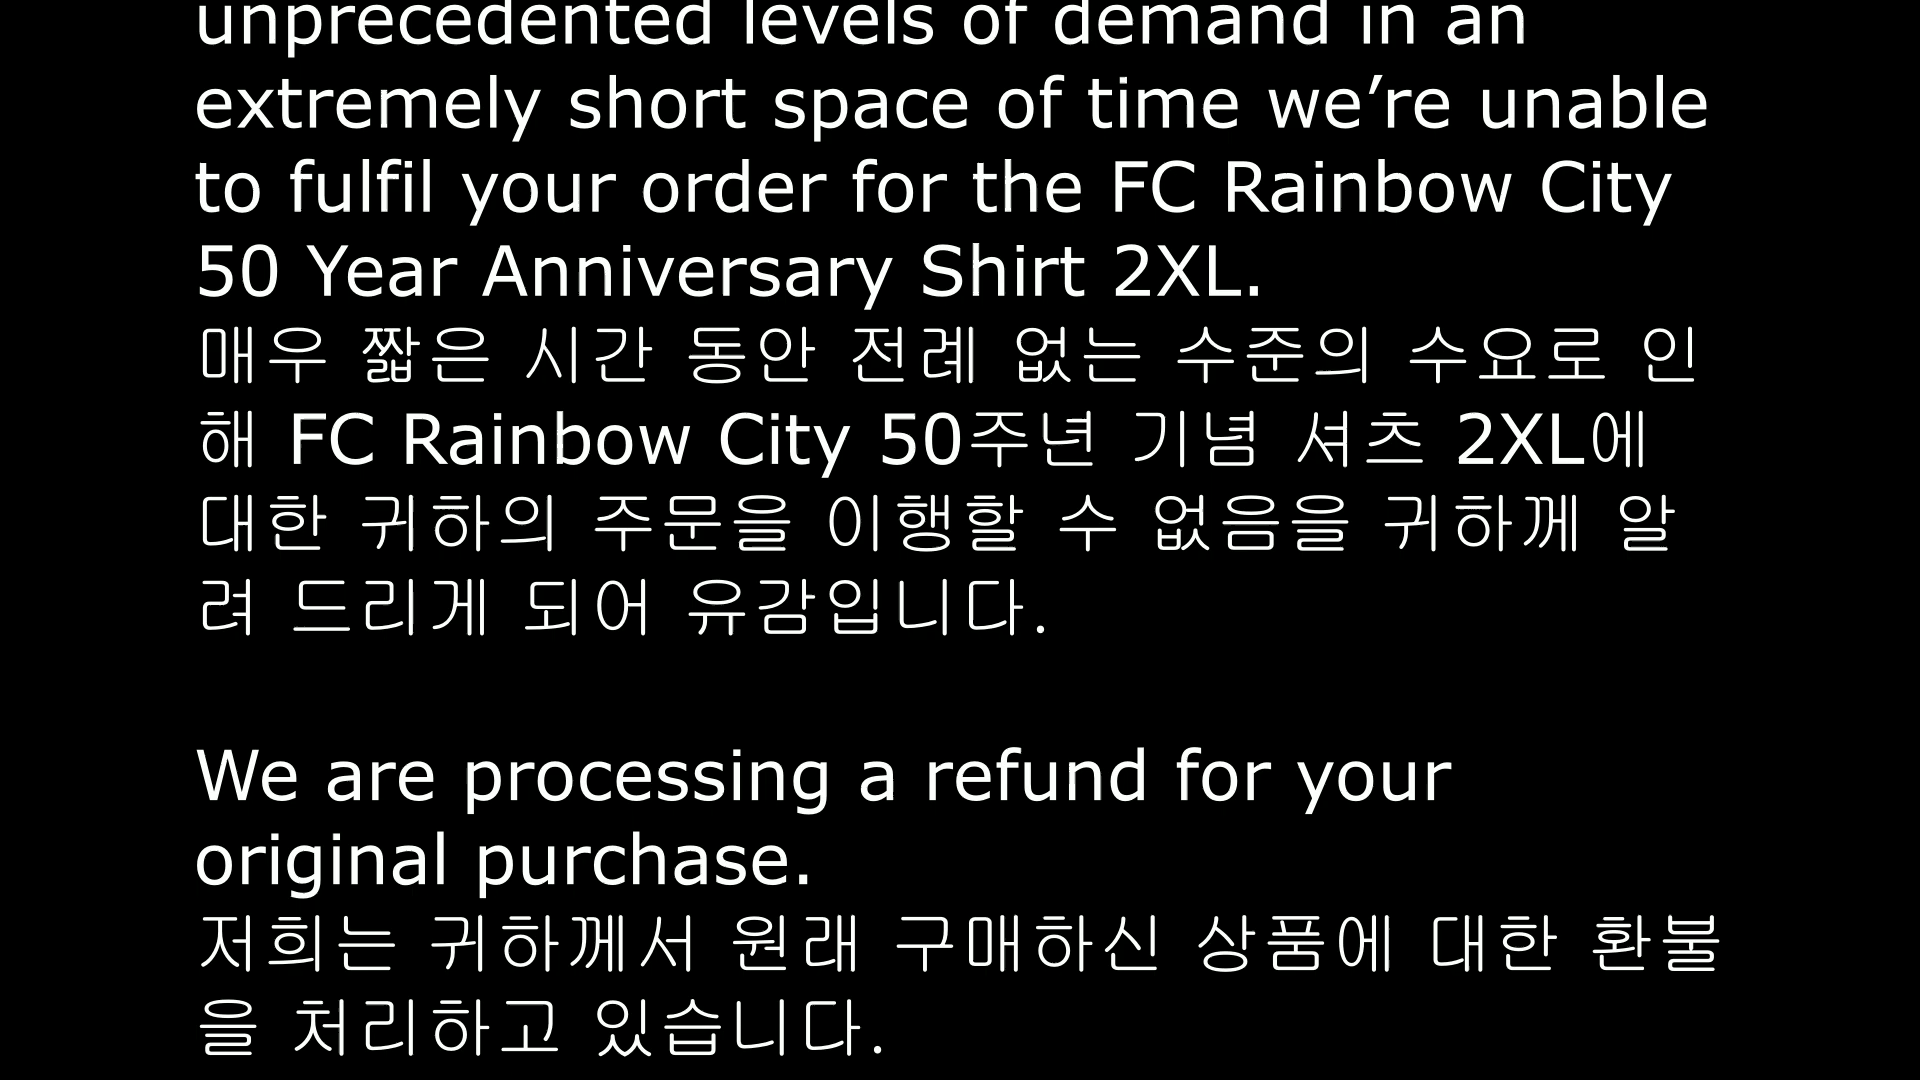 unprecedented levels of demand in an
extremely short space of time we’re unable
to fulfil your order for the FC Rainbow City
50 Year Anniversary Shirt 2XL.
매우 짧은 시간 동안 전례 없는 수준의 수요로 인
해 FC Rainbow City 50주년 기념 셔츠 2XL에
대한 귀하의 주문을 이행할 수 없음을 귀하께 알
려 드리게 되어 유감입니다.
We are processing a refund for your
original purchase.
저희는 귀하께서 원래 구매하신 상품에 대한 환불
을 처리하고 있습니다.